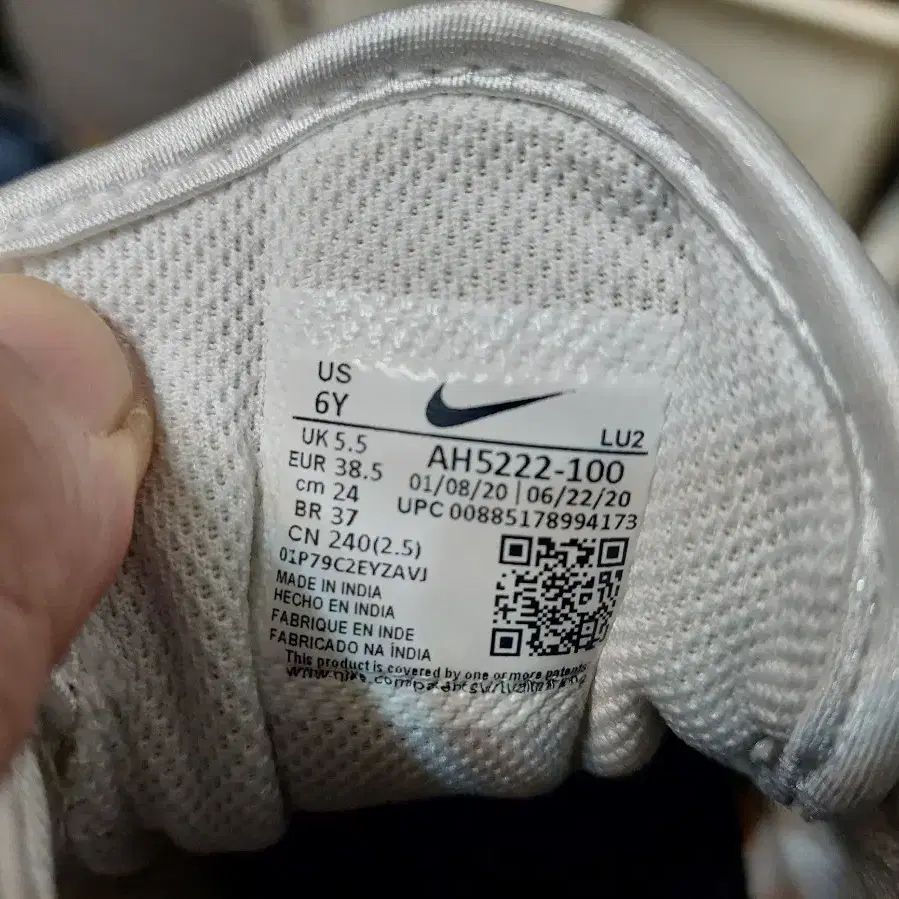 US
6Y
LU2
UK 5.5
AH5222-100
EUR 38.5
01/08/20 | 06/22/20
cm 24
UPC 00885178994173
BR 37
CN 240(2.5)
01P79C2EYZAVJ
MADE IN INDIA
HECHO EN INDIA
FABRIQUE EN INDE
FABRICADO NA ÍNDIA
This product is covered by one or more patents